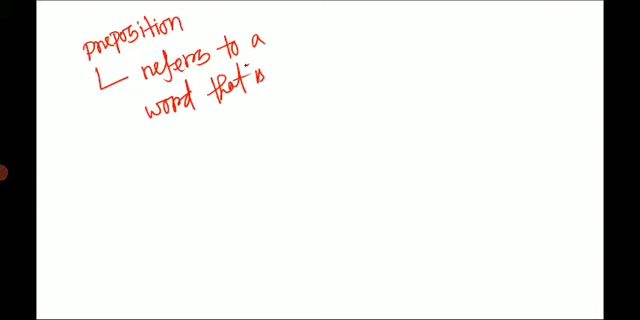 preposition
refers to a
word that is